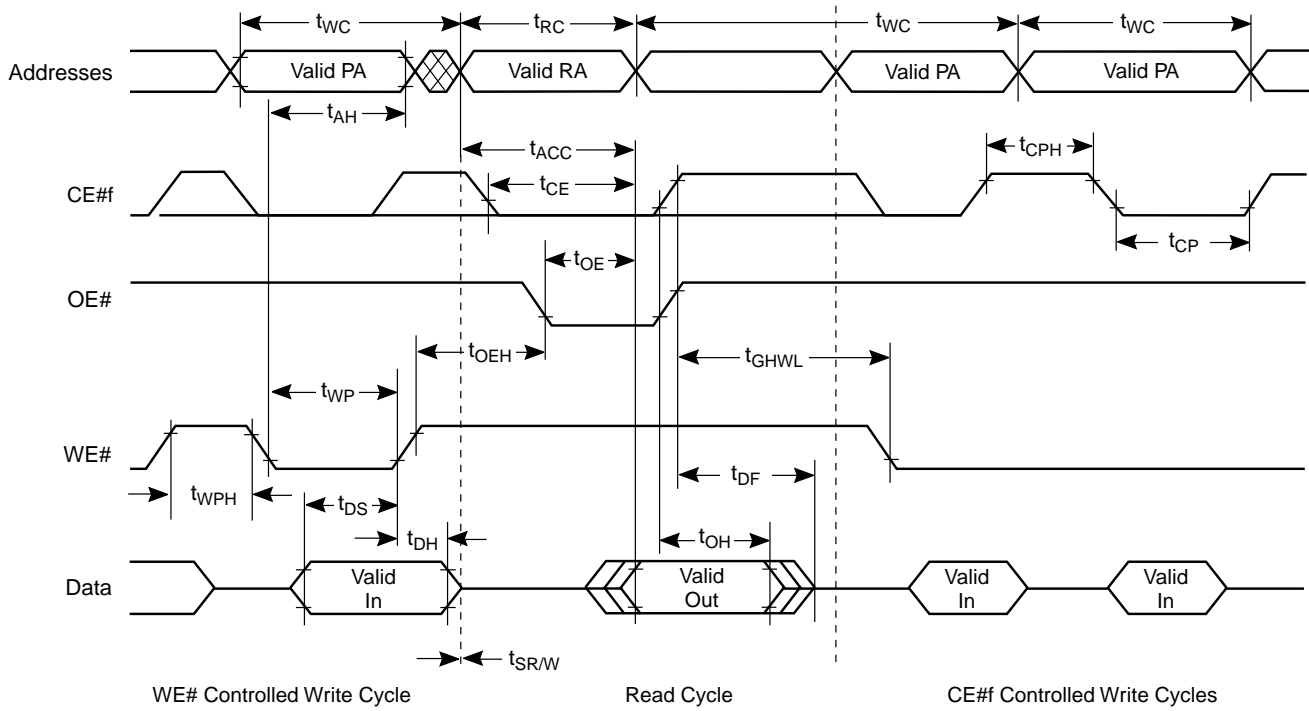 tWC tRC tWC tWC
Addresses Valid PA Valid RA Valid PA Valid PA
tAH
tACC tCPH
CE#f tCE
tOE tCP
OE#
tOEH tGHWL
tWP
WE#
tWPH tDS tDF
tDH tOH
Data Valid In Valid Out Valid In Valid In
tSR/W
WE# Controlled Write Cycle Read Cycle CE#f Controlled Write Cycles